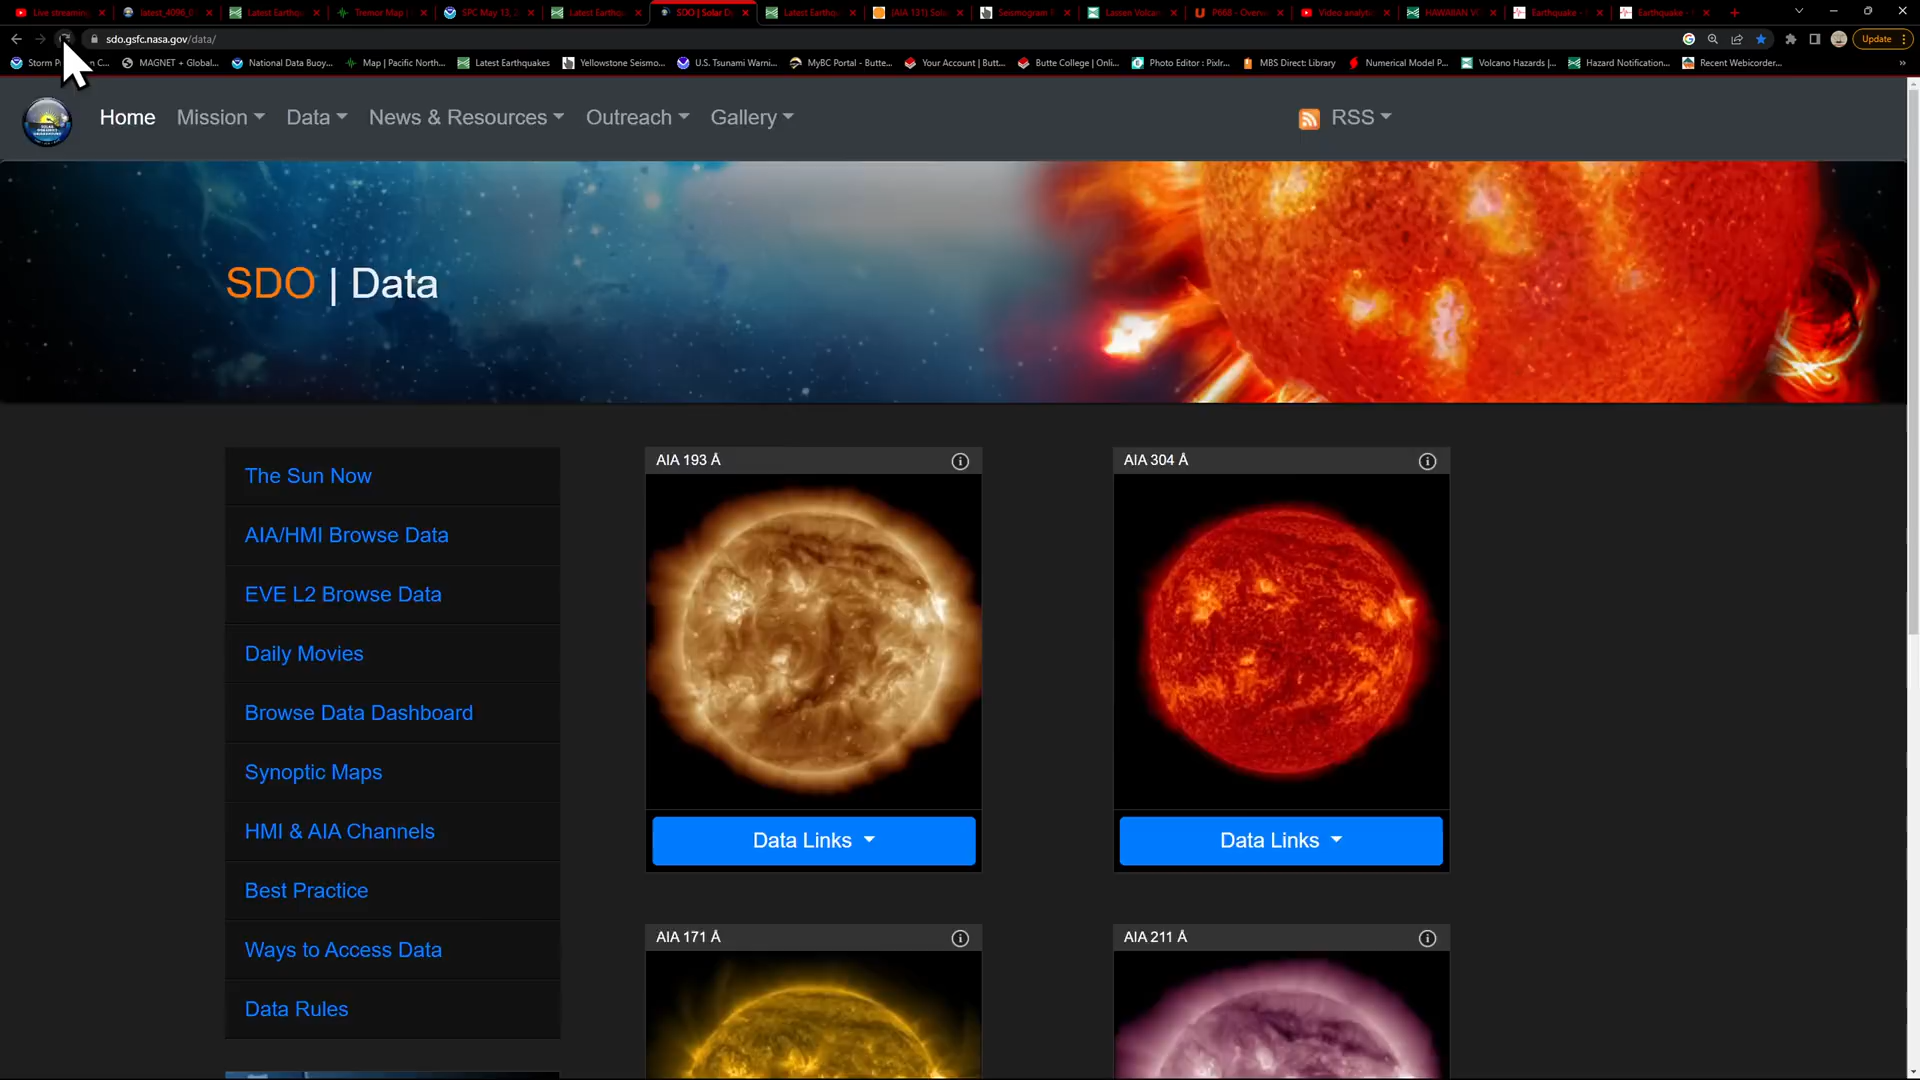 Live streaming
latest_4096_0
Latest Earthq
Tremor Map |
SPC May 13, 2
Latest Earthq
SDO | Solar D
Latest Earthq
(AIA 131) Sol
Seismogram
Lassen Volca
P668 - Overv
Video analyti
HAWAIIAN V
Earthquake -
Earthquake -
sdo.gsfc.nasa.gov/data/
Update
Storm P
n C...
MAGNET + Global...
National Data Buoy...
Map | Pacific North...
Latest Earthquakes
Yellowstone Seismo...
U.S. Tsunami Warni...
MyBC Portal - Butte...
Your Account | Butt...
Butte College | Onli...
Photo Editor : Pixlr...
MBS Direct: Library
Numerical Model P...
Volcano Hazards |...
Hazard Notification...
Recent Webicorder...
»
Home
Mission
Data
News & Resources
Outreach
Gallery
RSS
SDO | Data
The Sun Now
AIA/HMI Browse Data
EVE L2 Browse Data
Daily Movies
Browse Data Dashboard
Synoptic Maps
HMI & AIA Channels
Best Practice
Ways to Access Data
Data Rules
AIA 193 Å
AIA 304 Å
Data Links
Data Links
AIA 171 Å
AIA 211 Å